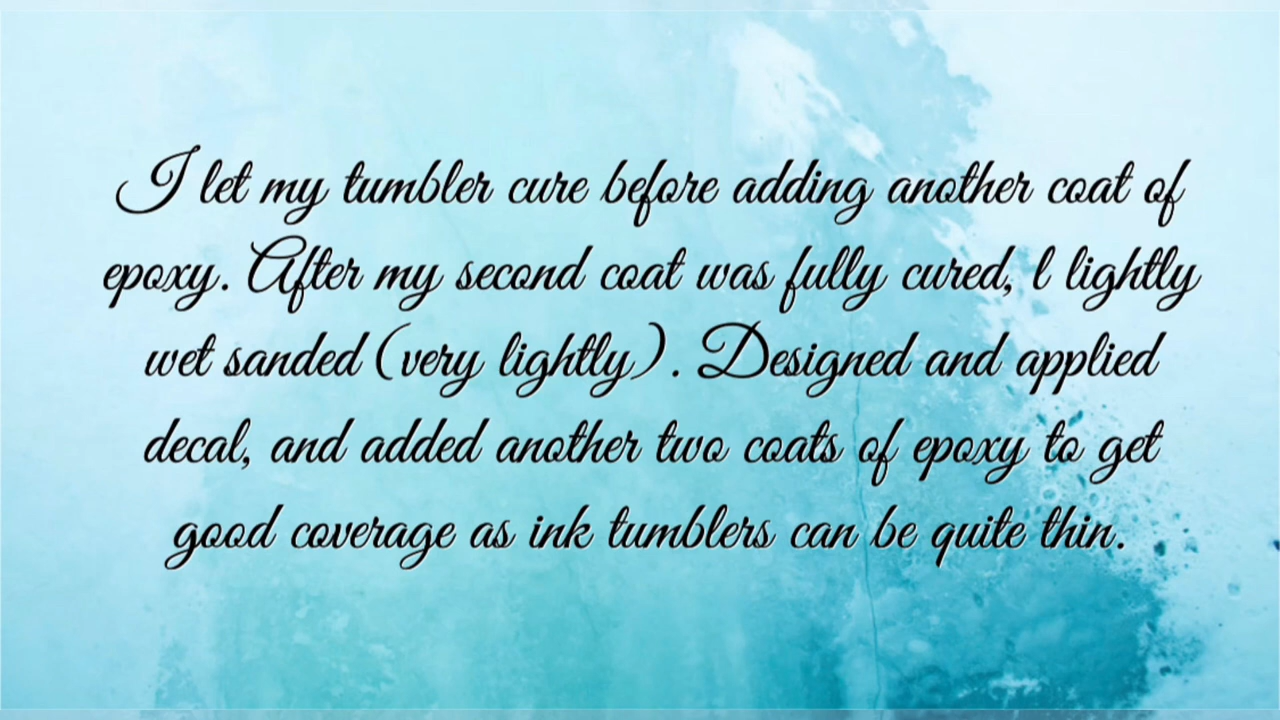 I let my tumbler cure before adding another coat of
epoxy. After my second coat was fully cured, l lightly
wet sanded (very lightly). Designed and applied
decal, and added another two coats of epoxy to get
good coverage as ink tumblers can be quite thin.